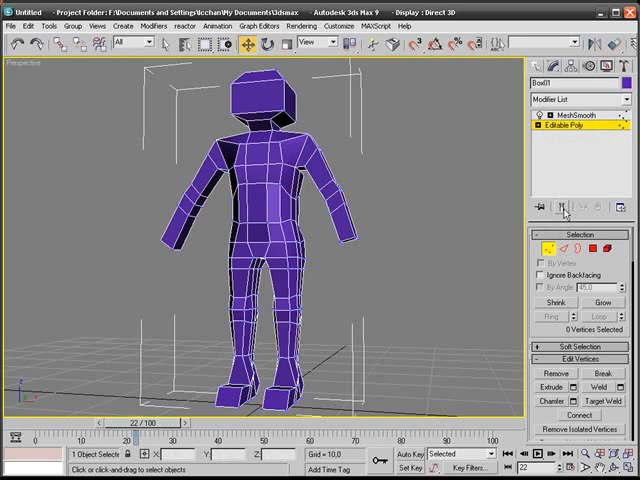 Untitled - Project Folder: F:\Documents and Settings\lcchan\My Documents\3dsmax - Autodesk 3ds Max 9 - Display : Direct 3D
File Edit Tools Group Views Create Modifiers reactor Animation Graph Editors Rendering Customize MAXScript Help
All View
Perspective
Box01
Modifier List
MeshSmooth
Editable Poly
- Selection
By Vertex
Ignore Backfacing
By Angle: 45,0
Shrink Grow
Ring Loop
0 Vertices Selected
+ Soft Selection
- Edit Vertices
Remove Break
Extrude Weld
Chamfer Target Weld
Connect
Remove Isolated Vertices
z
x
22 / 100
0 10 20 30 40 50 60 70 80 90 100
1 Object Selecte X: Y: Z: Grid = 10,0 Auto Key Selected
Click or click-and-drag to select objects Add Time Tag Set Key Key Filters... 22